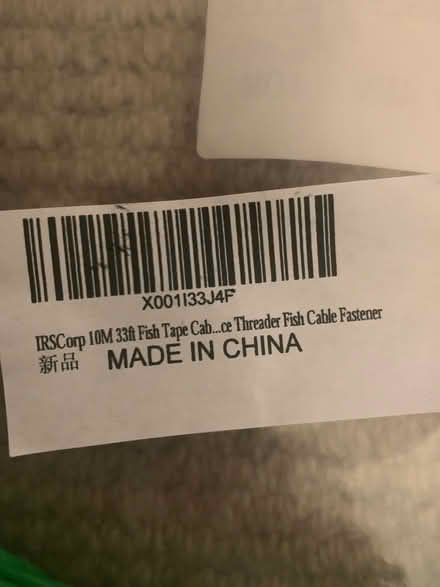 X001I33J4F
IRSCorp 10M 33ft Fish Tape Cab...ce Threader Fish Cable Fastener
新品 MADE IN CHINA